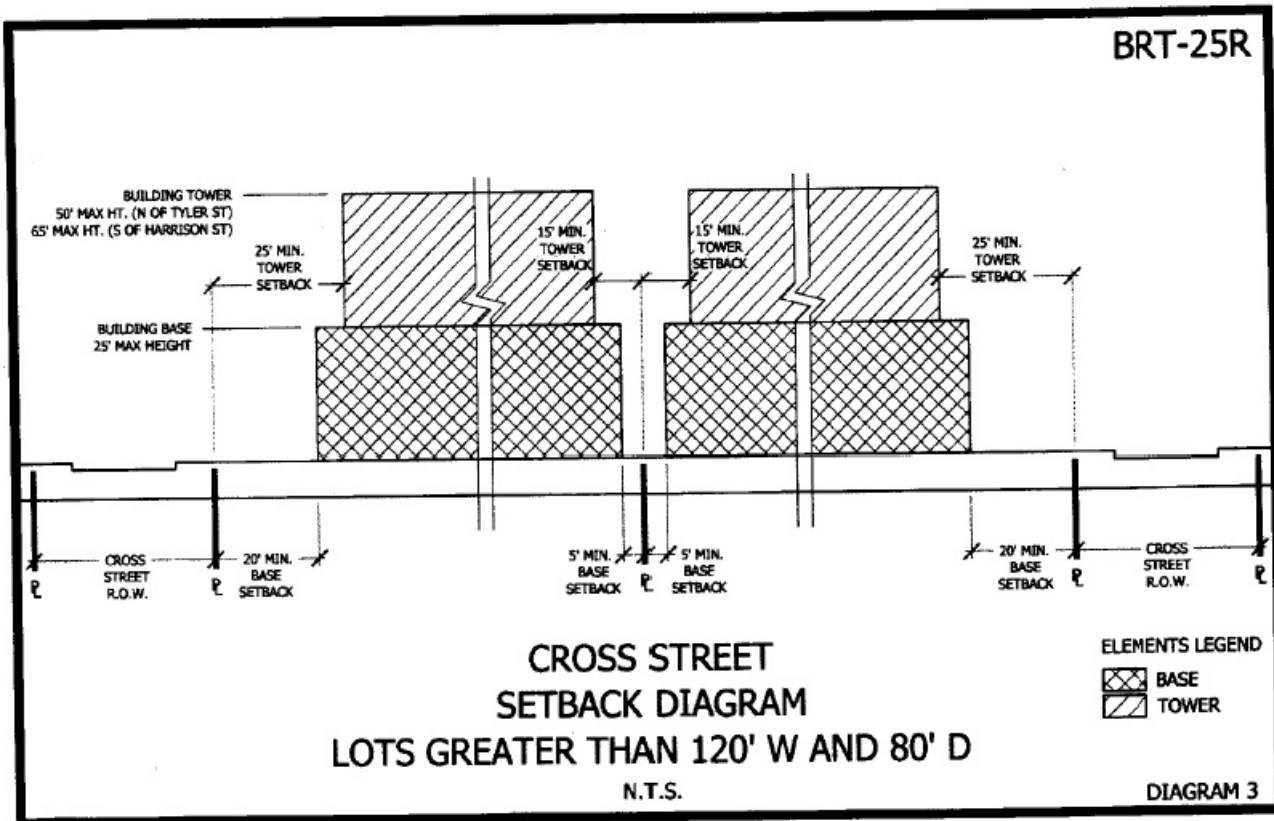 BRT-25R
BUILDING TOWER
50' MAX HT. (N OF TYLER ST)
65' MAX HT. (S OF HARRISON ST)
25' MIN.
TOWER
SETBACK
15' MIN.
TOWER
SETBACK
15' MIN.
TOWER
SETBACK
25' MIN.
TOWER
SETBACK
BUILDING BASE
25' MAX HEIGHT
CROSS
STREET
R.O.W.
20' MIN.
BASE
SETBACK
5' MIN.
BASE
SETBACK
5' MIN.
BASE
SETBACK
20' MIN.
BASE
SETBACK
CROSS
STREET
R.O.W.
℄
℄
℄
℄
℄
CROSS STREET
SETBACK DIAGRAM
LOTS GREATER THAN 120' W AND 80' D
N.T.S.
ELEMENTS LEGEND
BASE
TOWER
DIAGRAM 3